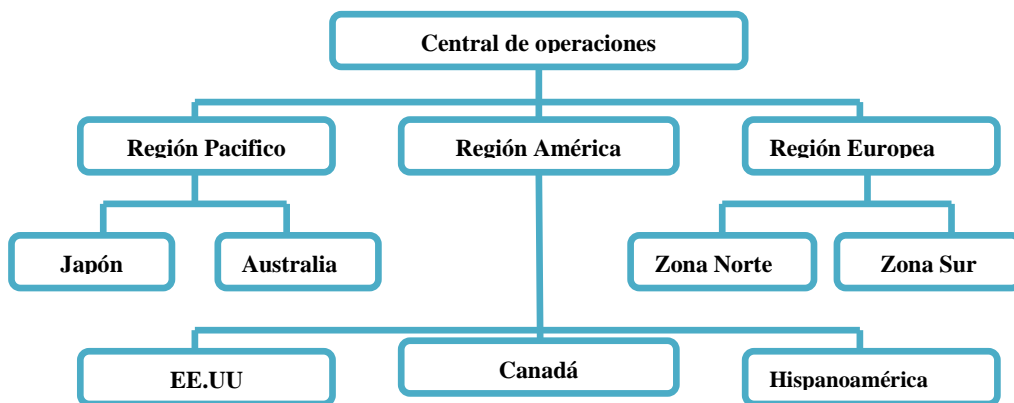 Central de operaciones
Región Pacifico
Región América
Región Europea
Japón
Australia
Zona Norte
Zona Sur
EE.UU
Canadá
Hispanoamérica